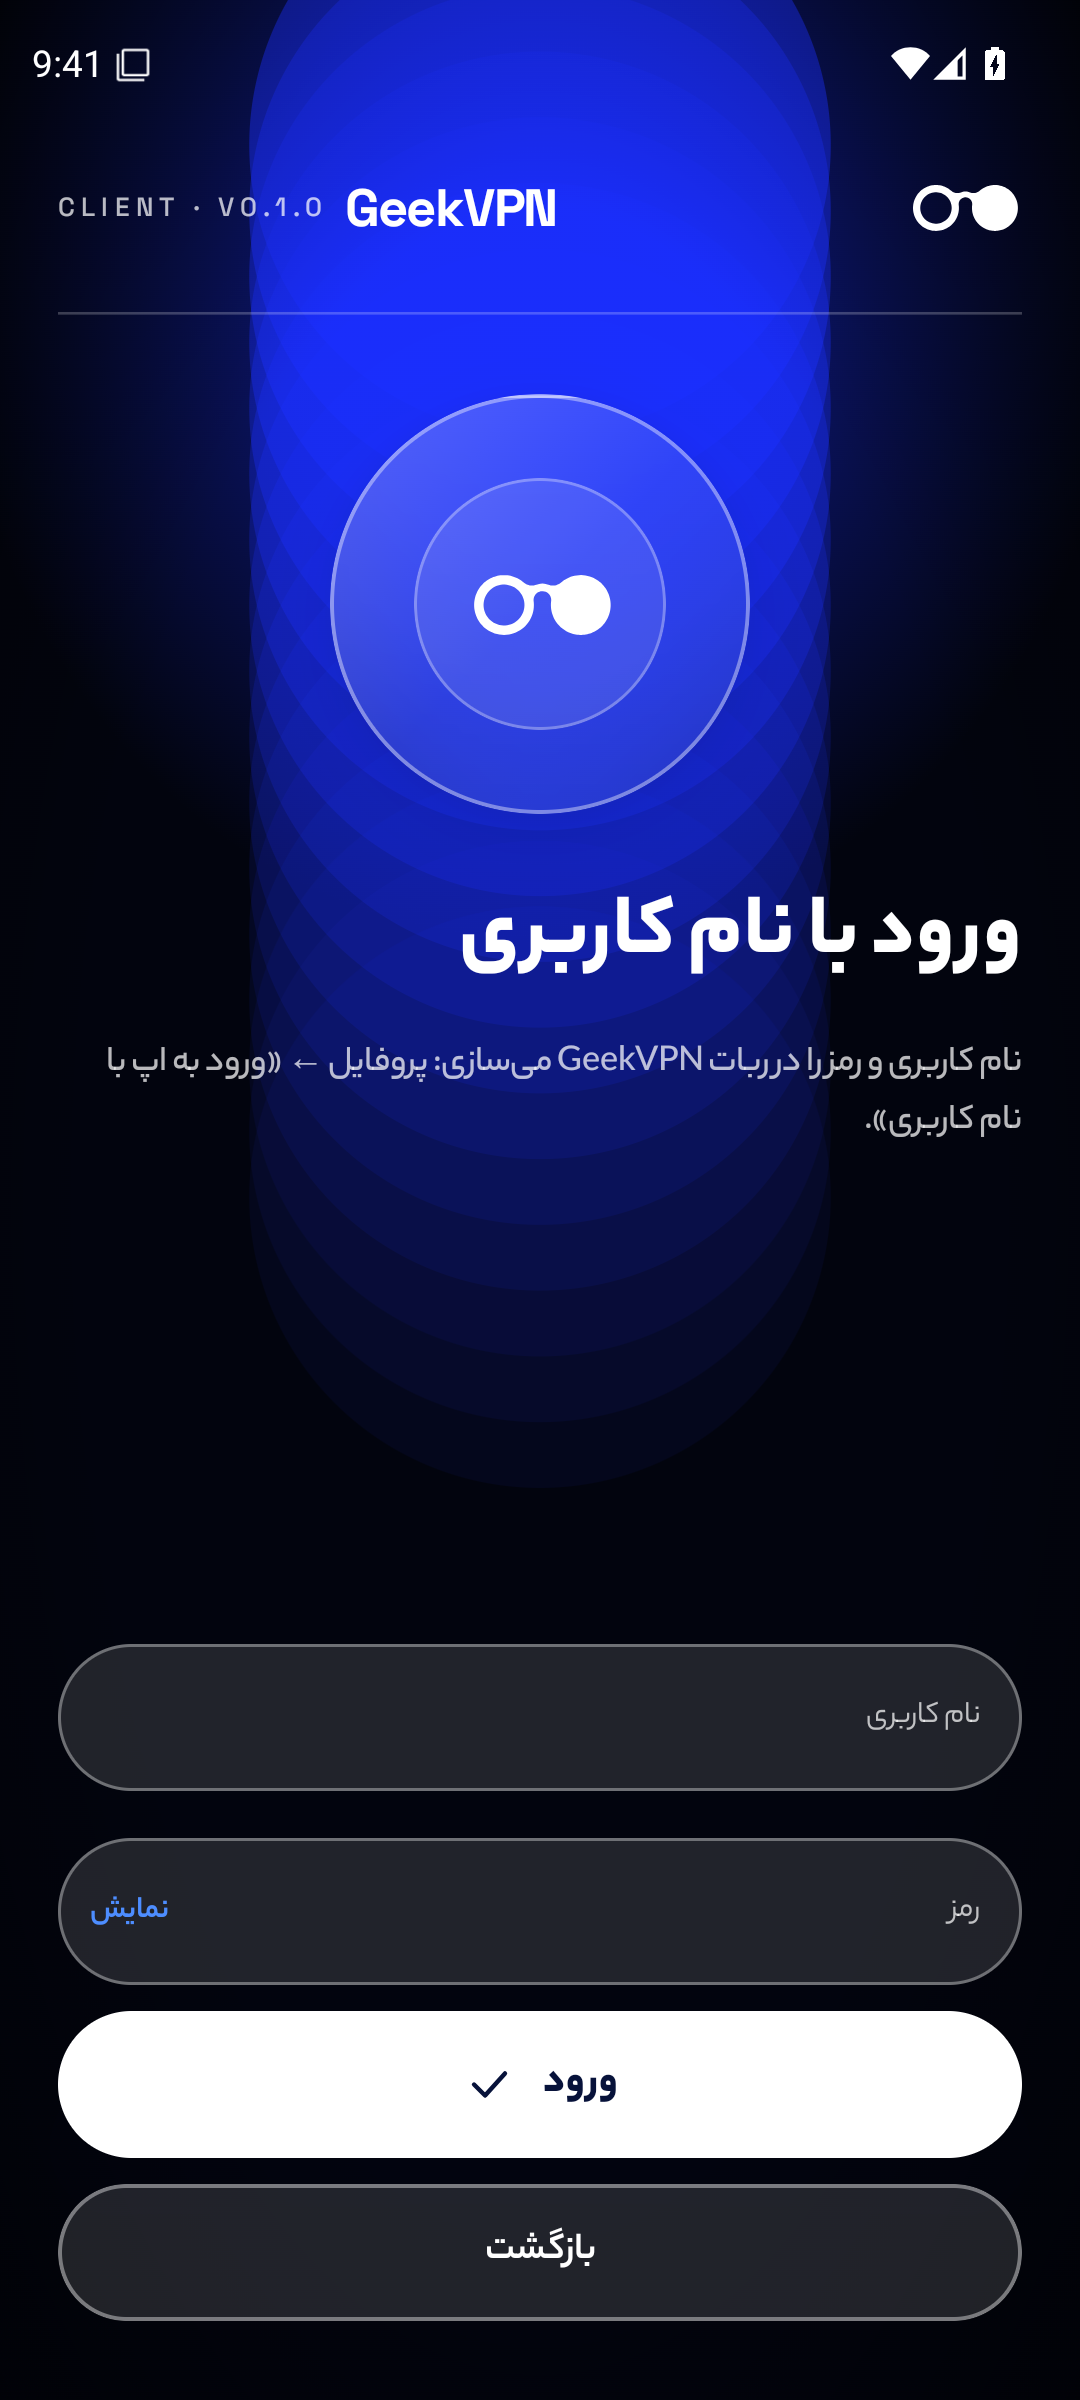 9:41
CLIENT · V0.1.0 GeekVPN
ورود با نام کاربری
نام کاربری و رمز را در ربات GeekVPN می‌سازی: پروفایل ← «ورود به اپ با
نام کاربری».
نام کاربری
رمز
نمایش
ورود
بازگشت